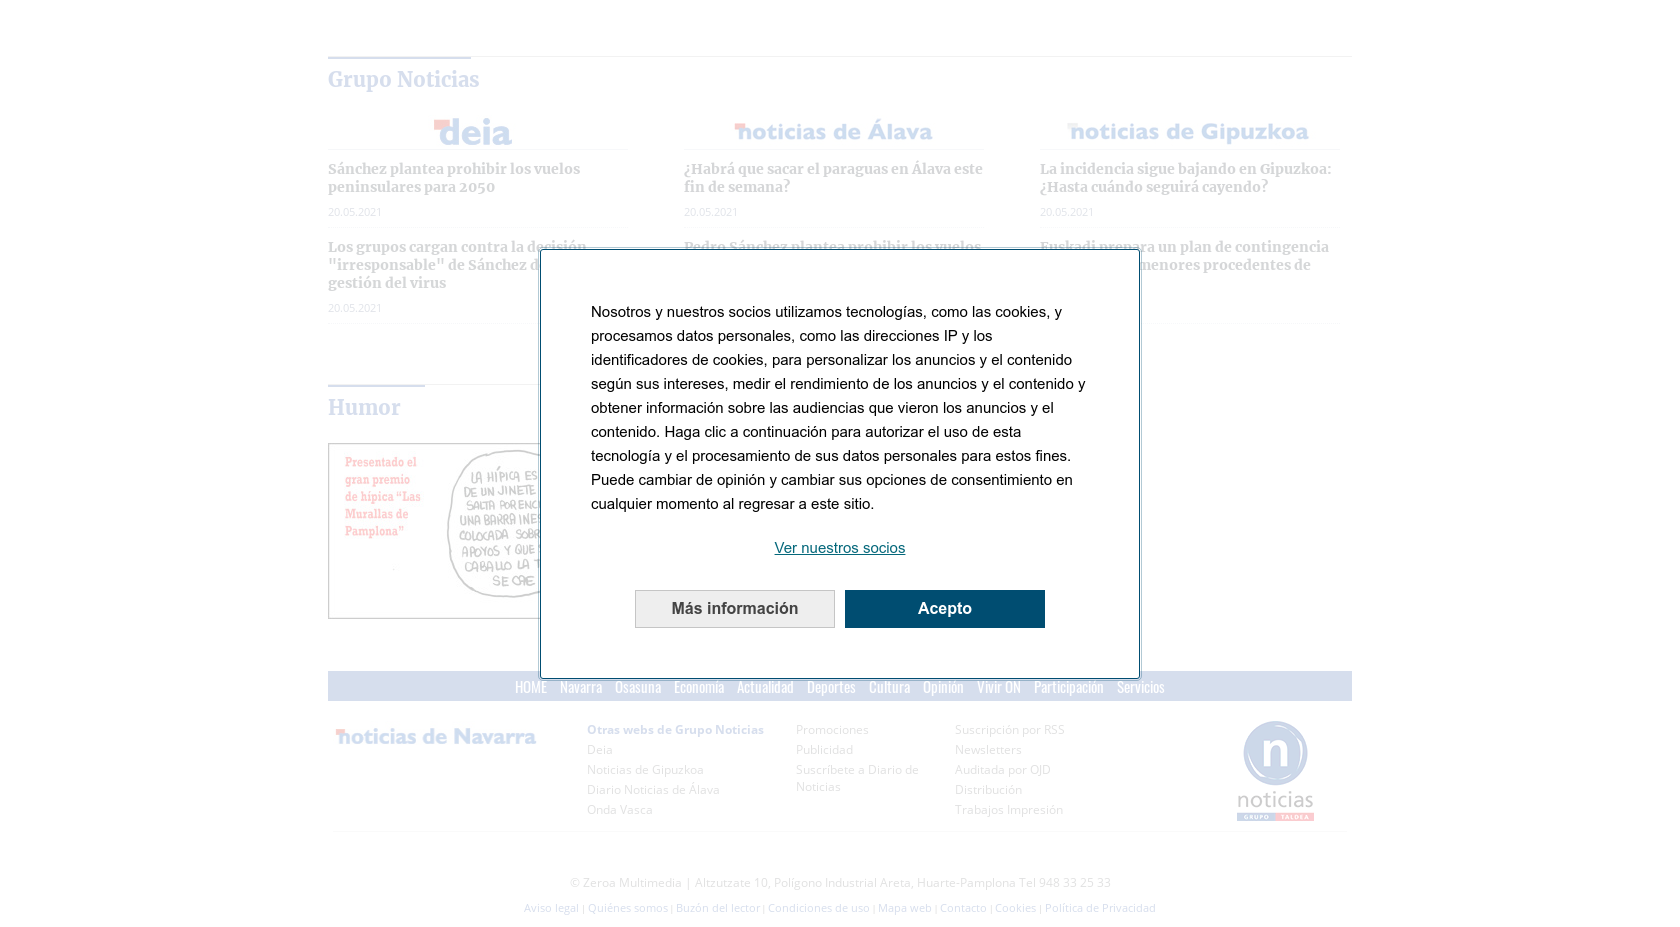 Grupo Noticias
deia
noticias de Álava
noticias de Gipuzkoa
Sánchez plantea prohibir los vuelos
peninsulares para 2050
20.05.2021
¿Habrá que sacar el paraguas en Álava este
fin de semana?
20.05.2021
La incidencia sigue bajando en Gipuzkoa:
¿Hasta cuándo seguirá cayendo?
20.05.2021
Los grupos cargan contra la decisión
"irresponsable" de Sánchez
gestión del virus
20.05.2021
Pedro Sánchez plantea prohibir los vuelos
Euskadi prepara un plan de contingencia
menores procedentes de
Nosotros y nuestros socios utilizamos tecnologías, como las cookies, y
procesamos datos personales, como las direcciones IP y los
identificadores de cookies, para personalizar los anuncios y el contenido
según sus intereses, medir el rendimiento de los anuncios y el contenido y
obtener información sobre las audiencias que vieron los anuncios y el
contenido. Haga clic a continuación para autorizar el uso de esta
tecnología y el procesamiento de sus datos personales para estos fines.
Puede cambiar de opinión y cambiar sus opciones de consentimiento en
cualquier momento al regresar a este sitio.
Ver nuestros socios
Más información
Acepto
Humor
Presentado el
gran premio
de hípica “Las
Murallas de
Pamplona”
LA HÍPICA ES
DE UN JINETE
SALTA POR
UNA BARRA
COLOCADA
APOYOS Y QUE
CABALLO LA
SE CAE
HOME Navarra Osasuna Economía Actualidad Deportes Cultura Opinión Vivir ON Participación Servicios
noticias de Navarra
Otras webs de Grupo Noticias
Deia
Noticias de Gipuzkoa
Diario Noticias de Álava
Onda Vasca
Promociones
Publicidad
Suscríbete a Diario de
Noticias
Suscripción por RSS
Newsletters
Auditada por OJD
Distribución
Trabajos Impresión
n
noticias
GRUPO TALDEA
© Zeroa Multimedia | Altzutzate 10, Polígono Industrial Areta, Huarte-Pamplona Tel 948 33 25 33
Aviso legal | Quiénes somos | Buzón del lector | Condiciones de uso | Mapa web | Contacto | Cookies | Política de Privacidad